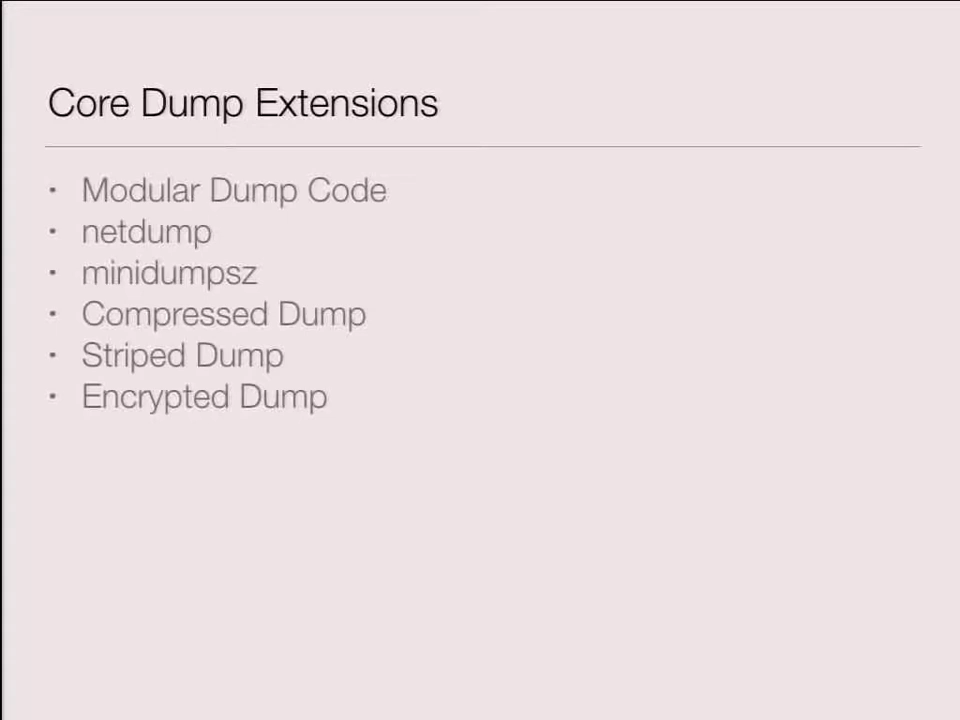 Core Dump Extensions
• Modular Dump Code
• netdump
• minidumpsz
• Compressed Dump
• Striped Dump
• Encrypted Dump